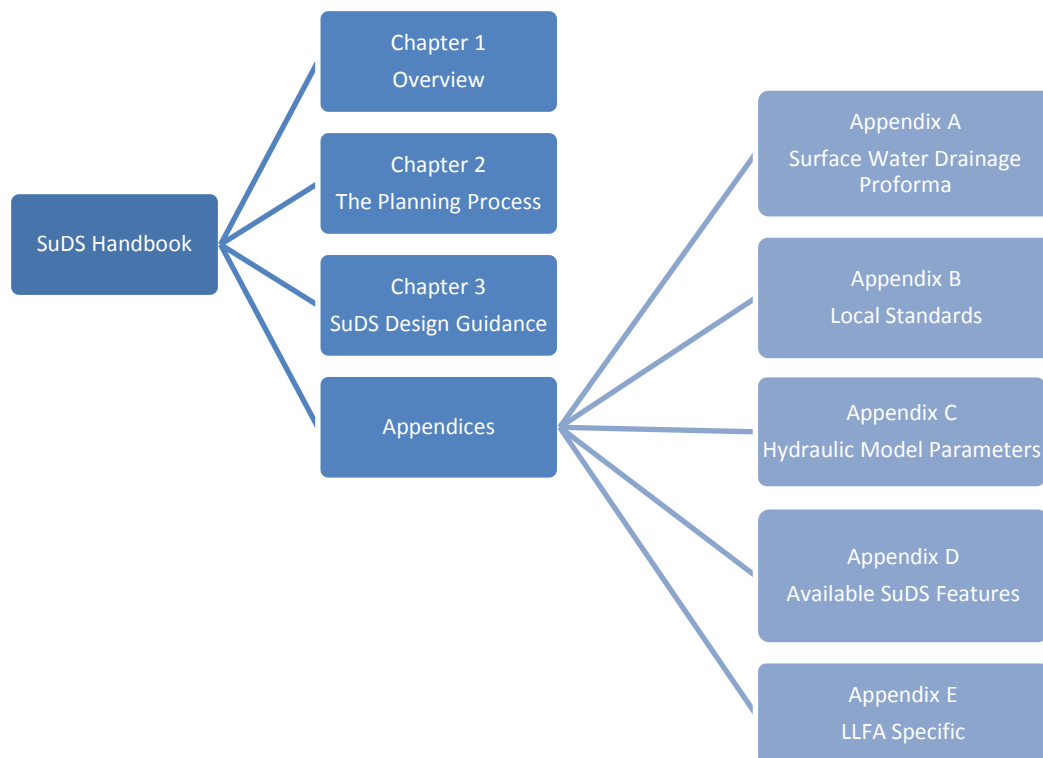 SuDS Handbook
Chapter 1
Overview
Chapter 2
The Planning Process
Chapter 3
SuDS Design Guidance
Appendices
Appendix A
Surface Water Drainage
Proforma
Appendix B
Local Standards
Appendix C
Hydraulic Model Parameters
Appendix D
Available SuDS Features
Appendix E
LLFA Specific